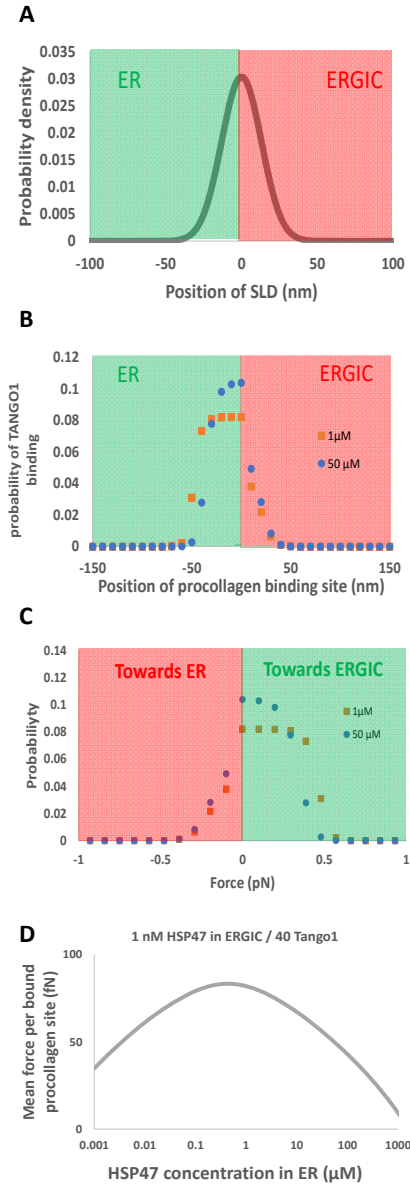 A
ER
ERGIC
Probability density
0.035
0.03
0.025
0.02
0.015
0.01
0.005
0
-100
-50
0
50
100
Position of SLD (nm)
B
ER
ERGIC
probability of TANGO1
binding
0.12
0.1
0.08
0.06
0.04
0.02
0
1µM
50 µM
-150
-50
50
150
Position of procollagen binding site (nm)
C
Towards ER
Towards ERGIC
Probabiliyty
0.14
0.12
0.1
0.08
0.06
0.04
0.02
0
1µM
50 µM
-1
-0.5
0
0.5
1
Force (pN)
D
1 nM HSP47 in ERGIC / 40 Tango1
Mean force per bound
procollagen site (fN)
100
50
0
0.001
0.01
0.1
1
10
100
1000
HSP47 concentration in ER (µM)